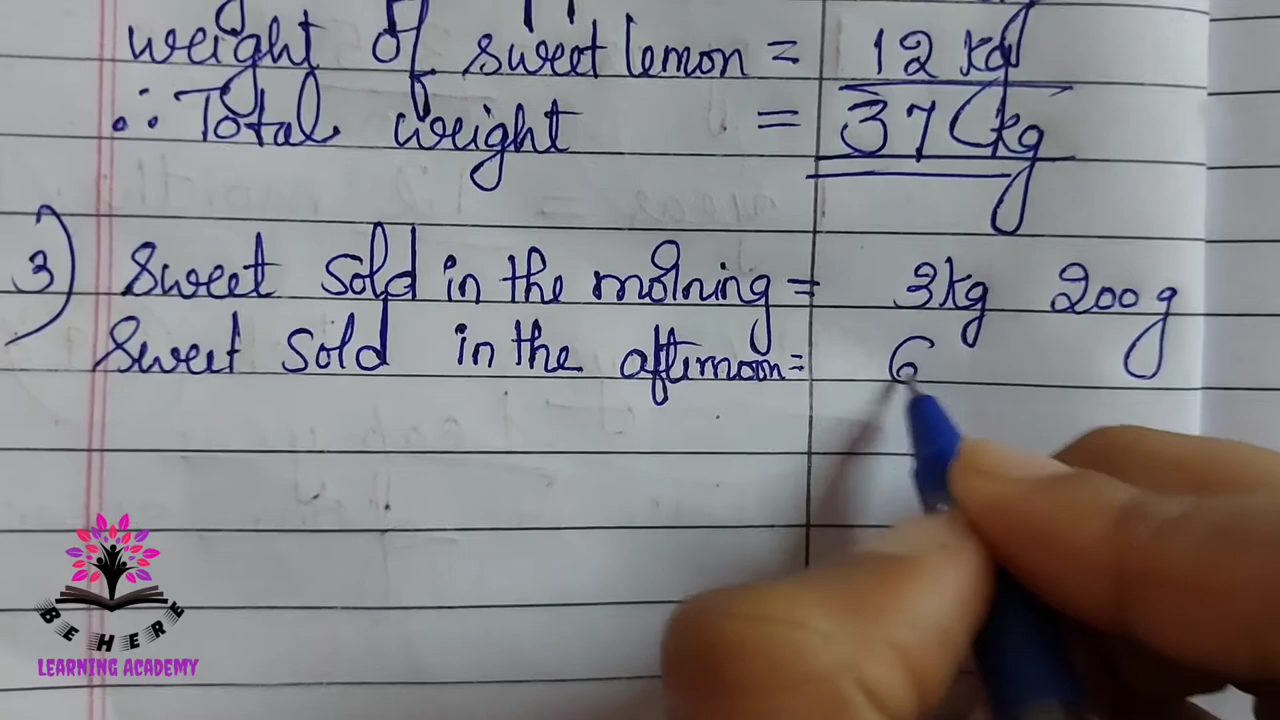 weight of sweet lemon = 12 kg
∴ Total weight = 37 kg
3) Sweet sold in the morning = 3kg 200 g
Sweet sold in the afternoon = 6
BE HERE
LEARNING ACADEMY